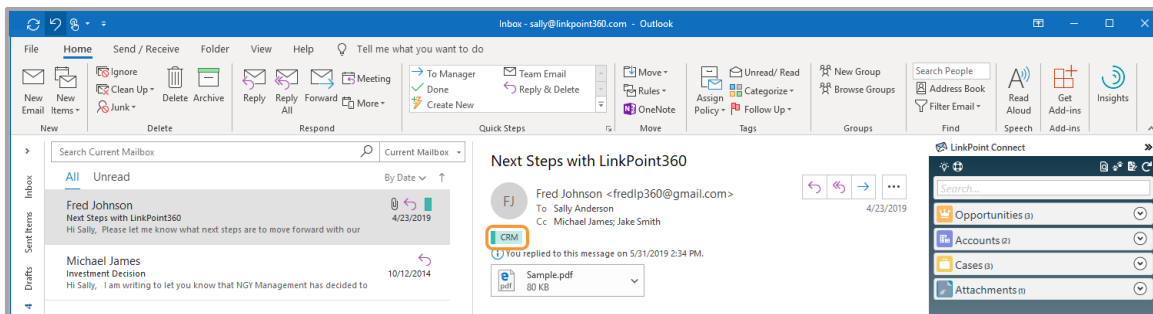 Inbox - sally@linkpoint360.com - Outlook
File Home Send / Receive Folder View Help Tell me what you want to do
New Email
New Items
Ignore
Clean Up
Junk
Delete
Archive
Reply
Reply All
Forward
Meeting
More
To Manager
Done
Create New
Team Email
Reply & Delete
Move
Rules
OneNote
Assign Policy
Unread/ Read
Categorize
Follow Up
New Group
Browse Groups
Search People
Address Book
Filter Email
Read Aloud
Get Add-ins
Insights
New Delete Respond Quick Steps Move Tags Groups Find Speech Add-ins
Inbox
Sent Items
Drafts
4
Search Current Mailbox
Current Mailbox
All Unread
By Date
Fred Johnson
Next Steps with LinkPoint360
4/23/2019
Hi Sally, Please let me know what next steps are to move forward with our
Michael James
Investment Decision
10/12/2014
Hi Sally, I am writing to let you know that NGY Management has decided to
Next Steps with LinkPoint360
FJ
Fred Johnson <fredlp360@gmail.com>
To Sally Anderson
Cc Michael James; Jake Smith
4/23/2019
CRM
You replied to this message on 5/31/2019 2:34 PM.
pdf
Sample.pdf
80 KB
LinkPoint Connect
Search...
Opportunities (3)
Accounts (2)
Cases (3)
Attachments (1)